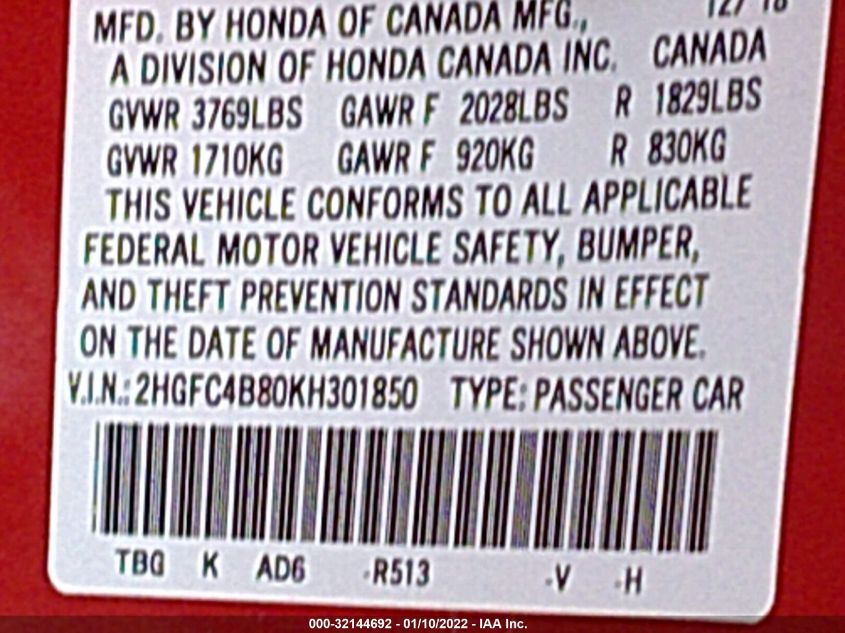 MFD. BY HONDA OF CANADA MFG., 12/18
A DIVISION OF HONDA CANADA INC. CANADA
GVWR 3769LBS GAWR F 2028LBS R 1829LBS
GVWR 1710KG GAWR F 920KG R 830KG
THIS VEHICLE CONFORMS TO ALL APPLICABLE
FEDERAL MOTOR VEHICLE SAFETY, BUMPER,
AND THEFT PREVENTION STANDARDS IN EFFECT
ON THE DATE OF MANUFACTURE SHOWN ABOVE.
V.I.N.: 2HGFC4B80KH301850 TYPE: PASSENGER CAR
TBG K AD6 -R513 -V -H
000-32144692 - 01/10/2022 - IAA Inc.